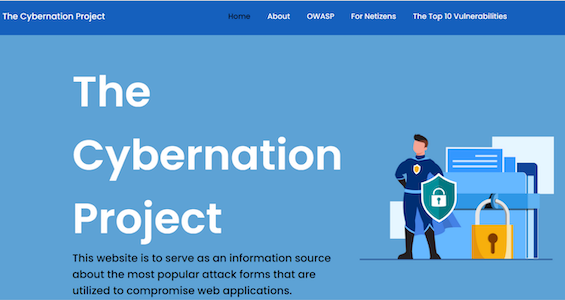 The Cybernation Project
Home About OWASP For Netizens The Top 10 Vulnerabilities
The
Cybernation
Project
This website is to serve as an information source
about the most popular attack forms that are
utilized to compromise web applications.